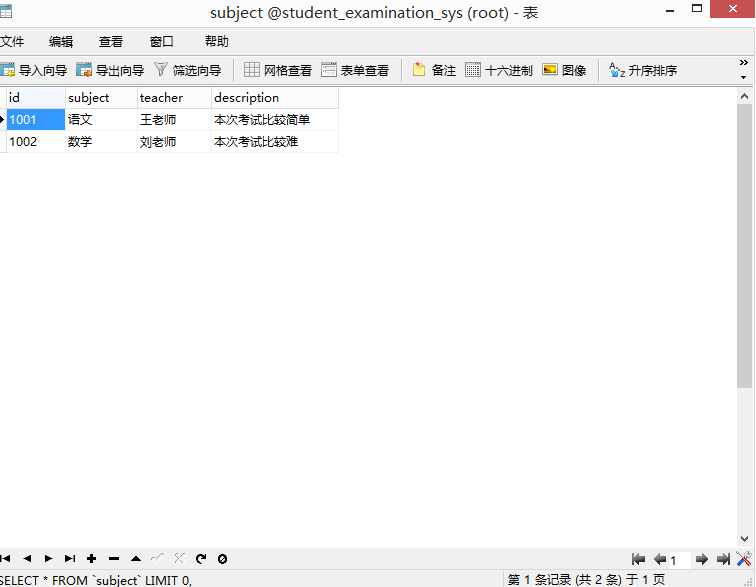 subject @student_examination_sys (root) - 表
文件 编辑 查看 窗口 帮助
导入向导 导出向导 筛选向导 网格查看 表单查看 备注 十六进制 图像 升序排序
id subject teacher description
1001 语文 王老师 本次考试比较简单
1002 数学 刘老师 本次考试比较难
1
SELECT * FROM `subject` LIMIT 0, 第 1 条记录 (共 2 条) 于 1 页